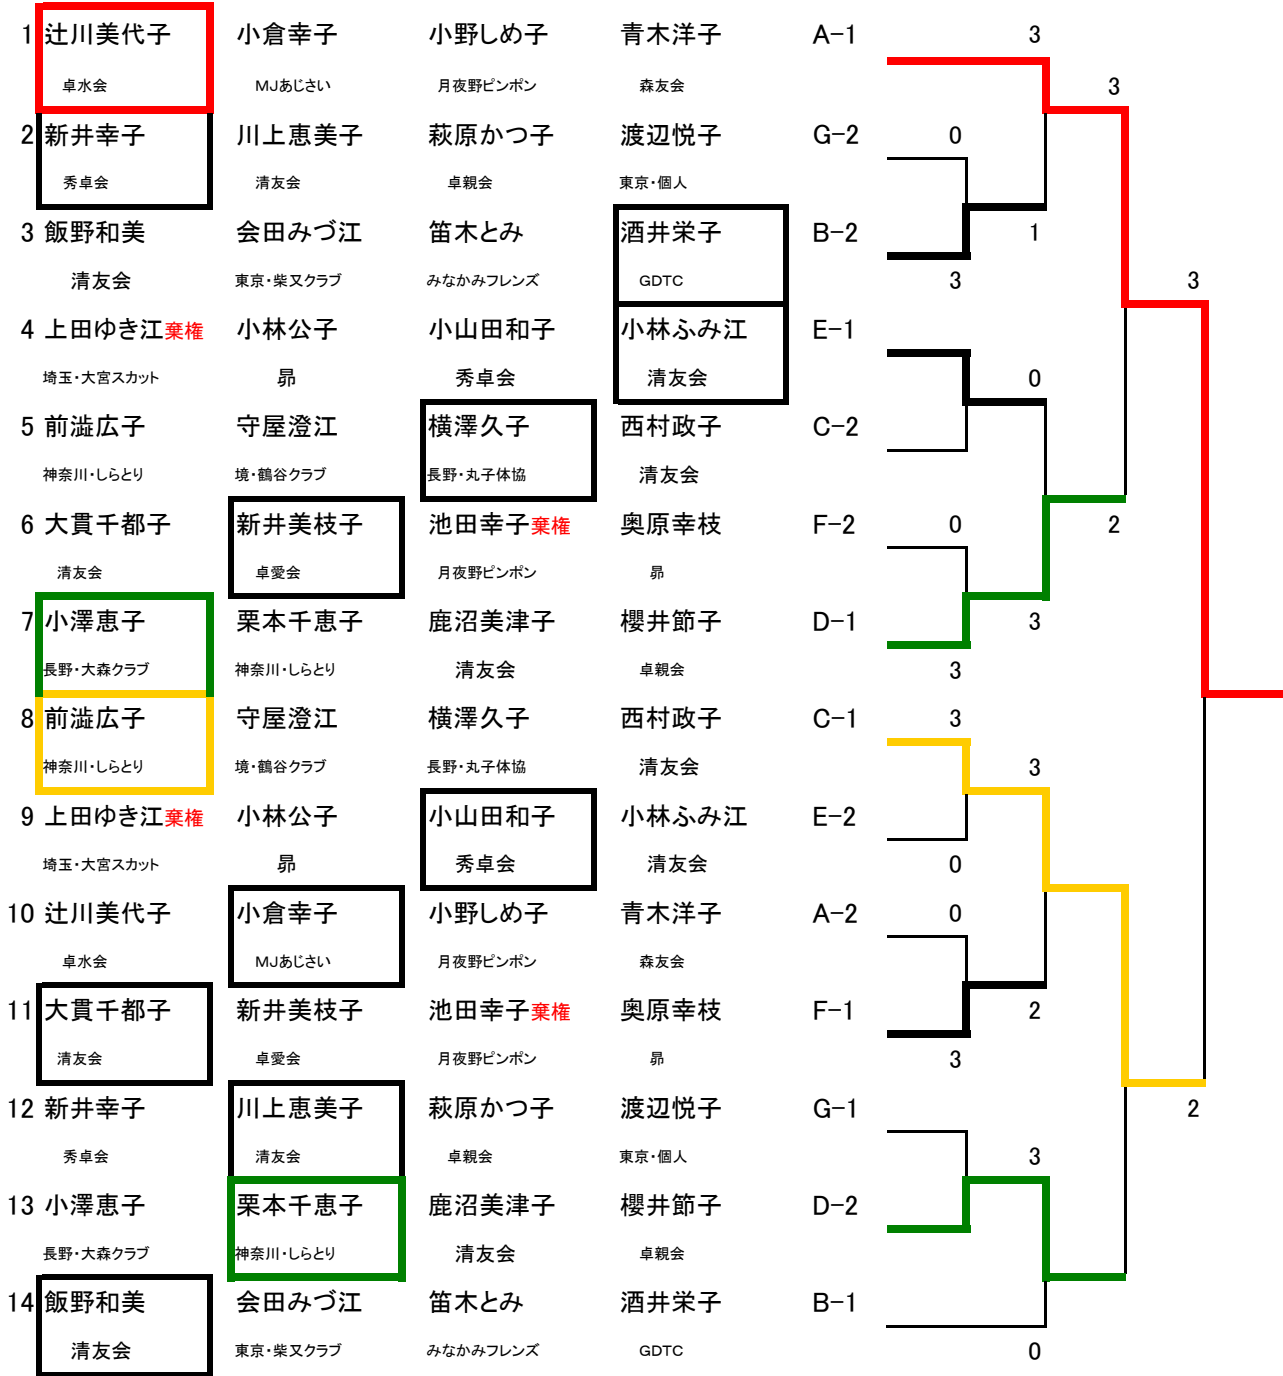 1 辻川美代子 小倉幸子 小野しめ子 青木洋子 A-1 3
卓水会 MJあじさい 月夜野ピンポン 森友会 3
2 新井幸子 川上恵美子 萩原かつ子 渡辺悦子 G-2 0
秀卓会 清友会 卓親会 東京・個人
3 飯野和美 会田みづ江 笛木とみ 酒井栄子 B-2 1
清友会 東京・柴又クラブ みなかみフレンズ GDTC 3 3
4 上田ゆき江棄権 小林公子 小山田和子 小林ふみ江 E-1
埼玉・大宮スカット 昴 秀卓会 清友会 0
5 前澁広子 守屋澄江 横澤久子 西村政子 C-2
神奈川・しらとり 境・鶴谷クラブ 長野・丸子体協 清友会
6 大貫千都子 新井美枝子 池田幸子棄権 奥原幸枝 F-2 0 2
清友会 卓愛会 月夜野ピンポン 昴
7 小澤恵子 栗本千恵子 鹿沼美津子 櫻井節子 D-1 3
長野・大森クラブ 神奈川・しらとり 清友会 卓親会 3
8 前澁広子 守屋澄江 横澤久子 西村政子 C-1 3
神奈川・しらとり 境・鶴谷クラブ 長野・丸子体協 清友会 3
9 上田ゆき江棄権 小林公子 小山田和子 小林ふみ江 E-2
埼玉・大宮スカット 昴 秀卓会 清友会 0
10 辻川美代子 小倉幸子 小野しめ子 青木洋子 A-2 0
卓水会 MJあじさい 月夜野ピンポン 森友会
11 大貫千都子 新井美枝子 池田幸子棄権 奥原幸枝 F-1 2
清友会 卓愛会 月夜野ピンポン 昴 3
12 新井幸子 川上恵美子 萩原かつ子 渡辺悦子 G-1 2
秀卓会 清友会 卓親会 東京・個人 3
13 小澤恵子 栗本千恵子 鹿沼美津子 櫻井節子 D-2
長野・大森クラブ 神奈川・しらとり 清友会 卓親会
14 飯野和美 会田みづ江 笛木とみ 酒井栄子 B-1
清友会 東京・柴又クラブ みなかみフレンズ GDTC 0